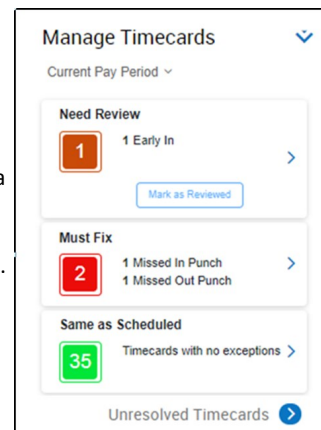 Manage Timecards
Current Pay Period
Need Review
1
1 Early In
Mark as Reviewed
a
Must Fix
.
2
1 Missed In Punch
1 Missed Out Punch
Same as Scheduled
35
Timecards with no exceptions
Unresolved Timecards